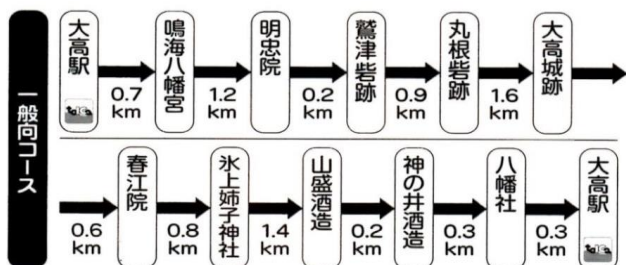 一般向コース
大高駅
0.7 km
鳴海八幡宮
1.2 km
明忠院
0.2 km
鷲津砦跡
0.9 km
丸根砦跡
1.6 km
大高城跡
0.6 km
春江院
0.8 km
氷上姉子神社
1.4 km
山盛酒造
0.2 km
神の井酒造
0.3 km
八幡社
0.3 km
大高駅